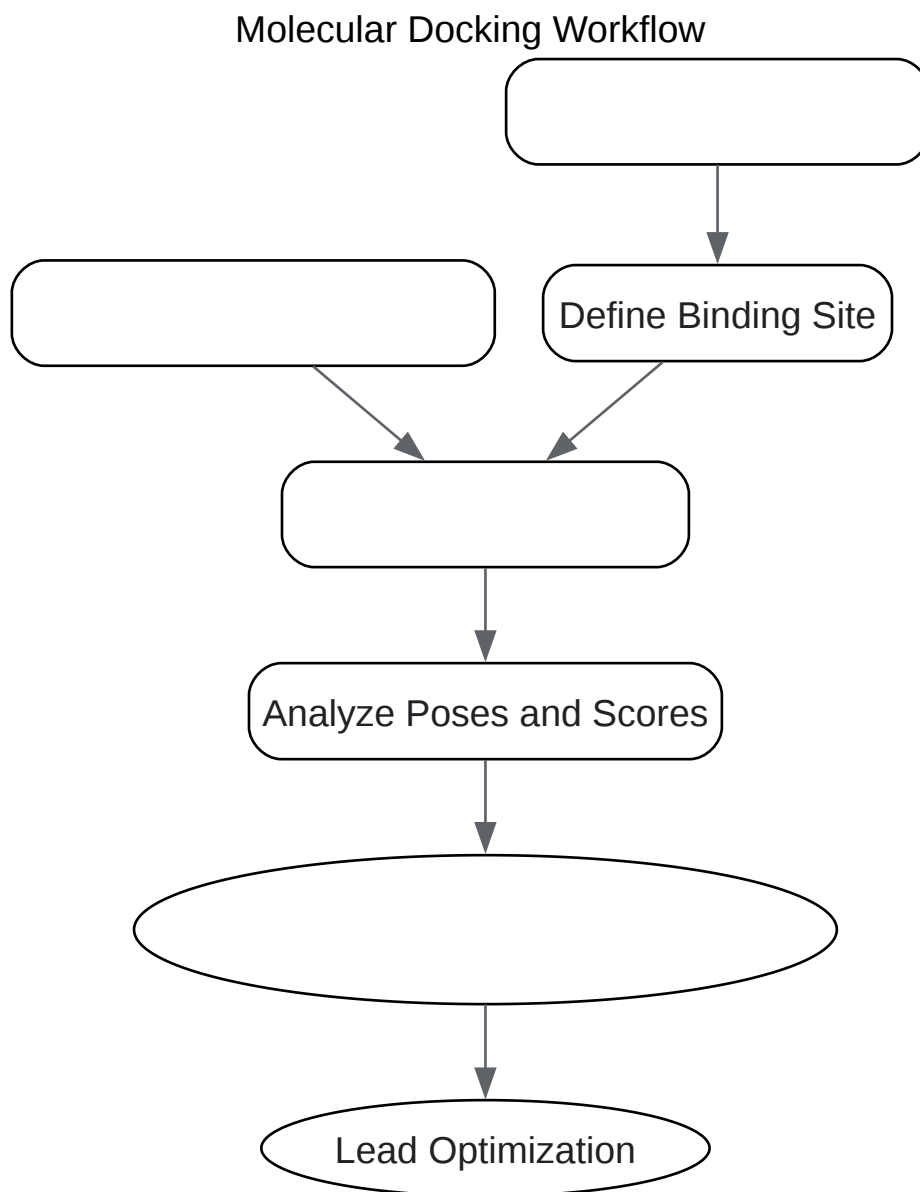 Molecular Docking Workflow
Define Binding Site
Analyze Poses and Scores
Lead Optimization